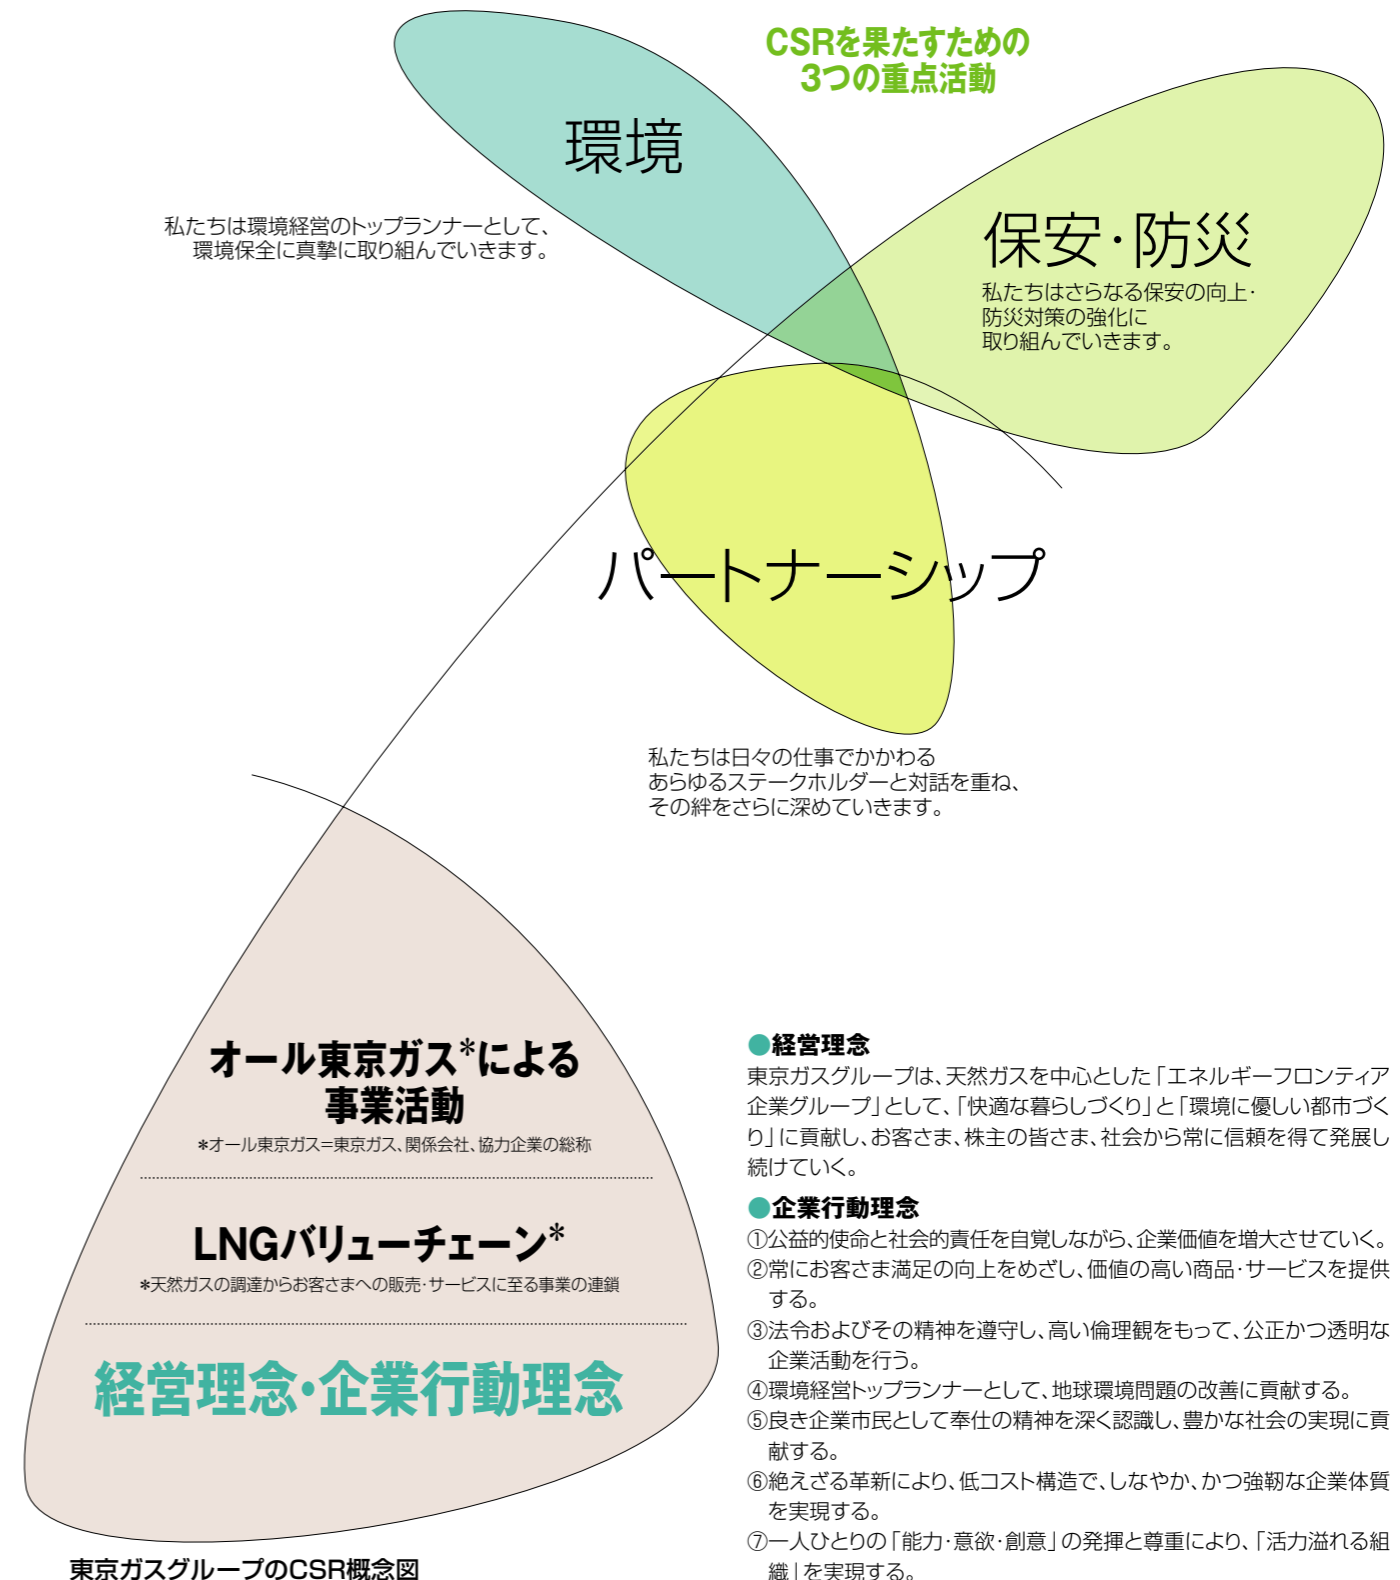 CSRを果たすための
3つの重点活動
環境
私たちは環境経営のトップランナーとして、
環境保全に真摯に取り組んでいきます。
保安・防災
私たちはさらなる保安の向上・
防災対策の強化に
取り組んでいきます。
パートナーシップ
私たちは日々の仕事でかかわる
あらゆるステークホルダーと対話を重ね、
その絆をさらに深めていきます。
オール東京ガス*による
事業活動
*オール東京ガス=東京ガス、関係会社、協力企業の総称
LNGバリューチェーン*
*天然ガスの調達からお客さまへの販売・サービスに至る事業の連鎖
経営理念・企業行動理念
東京ガスグループのCSR概念図
●経営理念
東京ガスグループは、天然ガスを中心とした「エネルギーフロンティア
企業グループ」として、「快適な暮らしづくり」と「環境に優しい都市づく
り」に貢献し、お客さま、株主の皆さま、社会から常に信頼を得て発展し
続けていく。
●企業行動理念
①公益的使命と社会的責任を自覚しながら、企業価値を増大させていく。
②常にお客さま満足の向上をめざし、価値の高い商品・サービスを提供
する。
③法令およびその精神を遵守し、高い倫理観をもって、公正かつ透明な
企業活動を行う。
④環境経営トップランナーとして、地球環境問題の改善に貢献する。
⑤良き企業市民として奉仕の精神を深く認識し、豊かな社会の実現に貢
献する。
⑥絶えざる革新により、低コスト構造で、しなやか、かつ強靭な企業体質
を実現する。
⑦一人ひとりの「能力・意欲・創意」の発揮と尊重により、「活力溢れる組
織」を実現する。